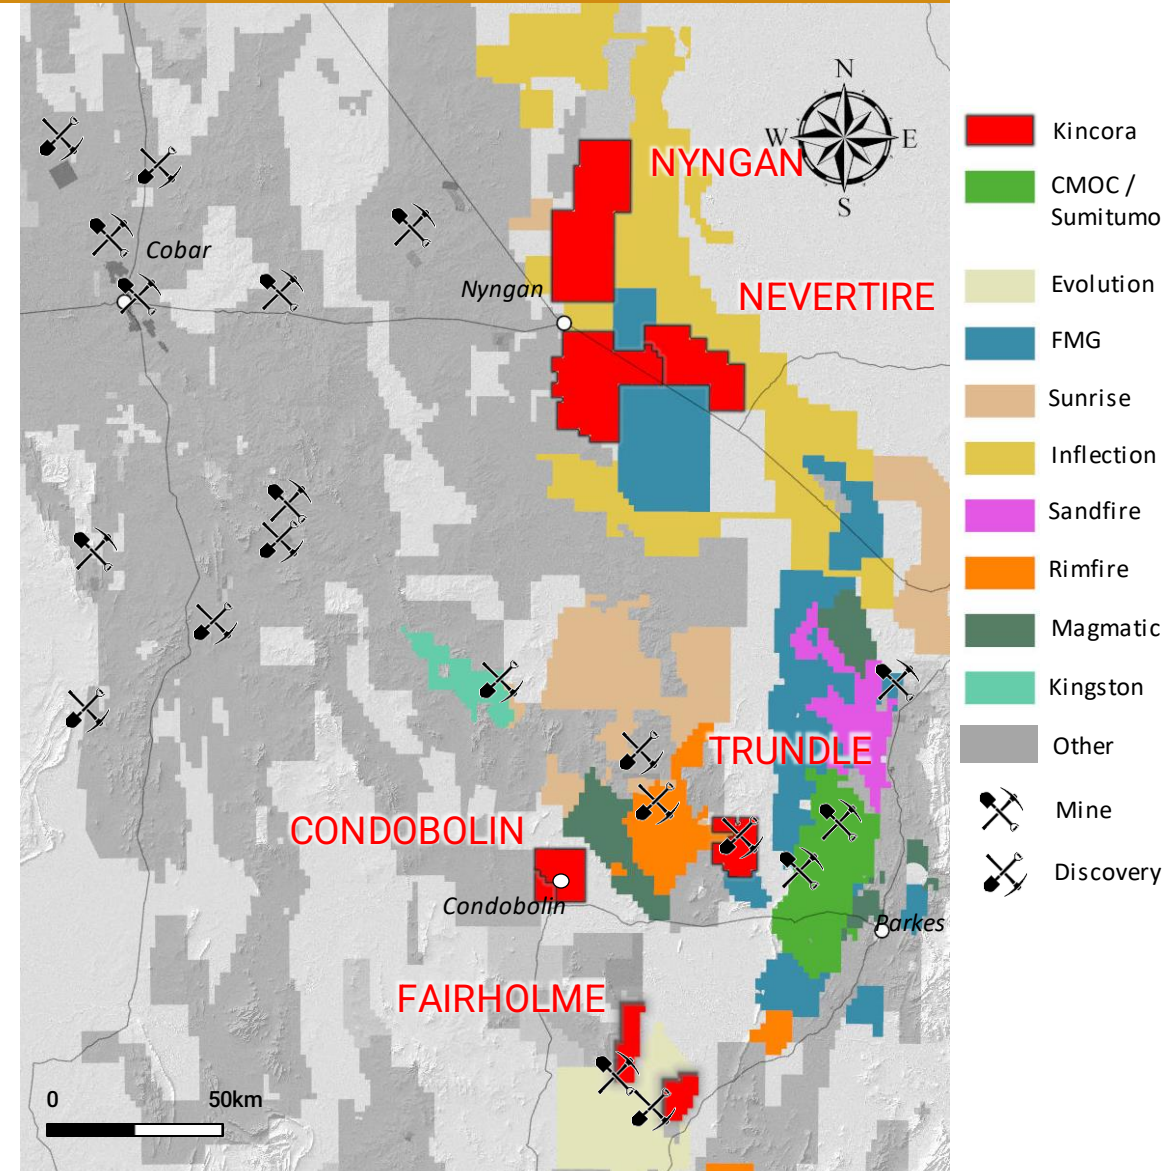 N
W
E
S
NYNGAN
Cobar
Nyngan
NEVERTIRE
TRUNDLE
CONDOBOLIN
Condobolin
Parkes
FAIRHOLME
0
50km
Kincora
CMOC /
Sumitumo
Evolution
FMG
Sunrise
Inflection
Sandfire
Rimfire
Magmatic
Kingston
Other
Mine
Discovery